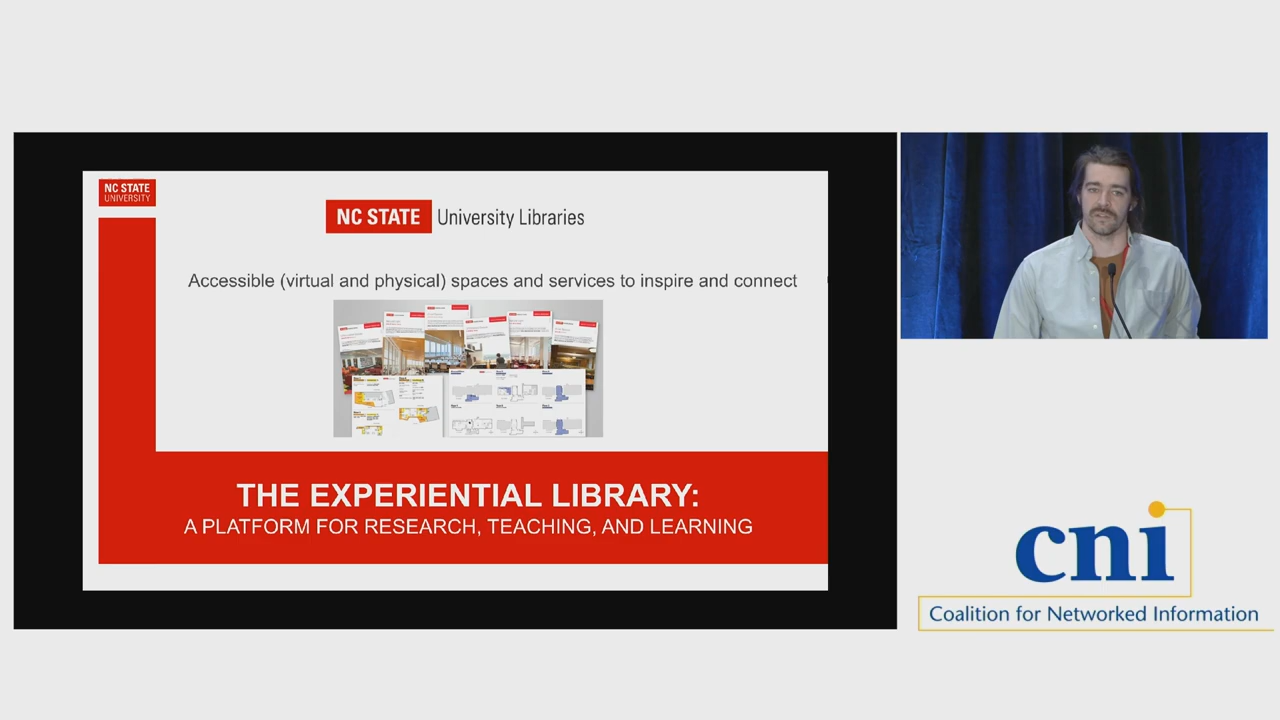 NC STATE
UNIVERSITY
NC STATE University Libraries
Accessible (virtual and physical) spaces and services to inspire and connect
THE EXPERIENTIAL LIBRARY:
A PLATFORM FOR RESEARCH, TEACHING, AND LEARNING
cni
Coalition for Networked Information